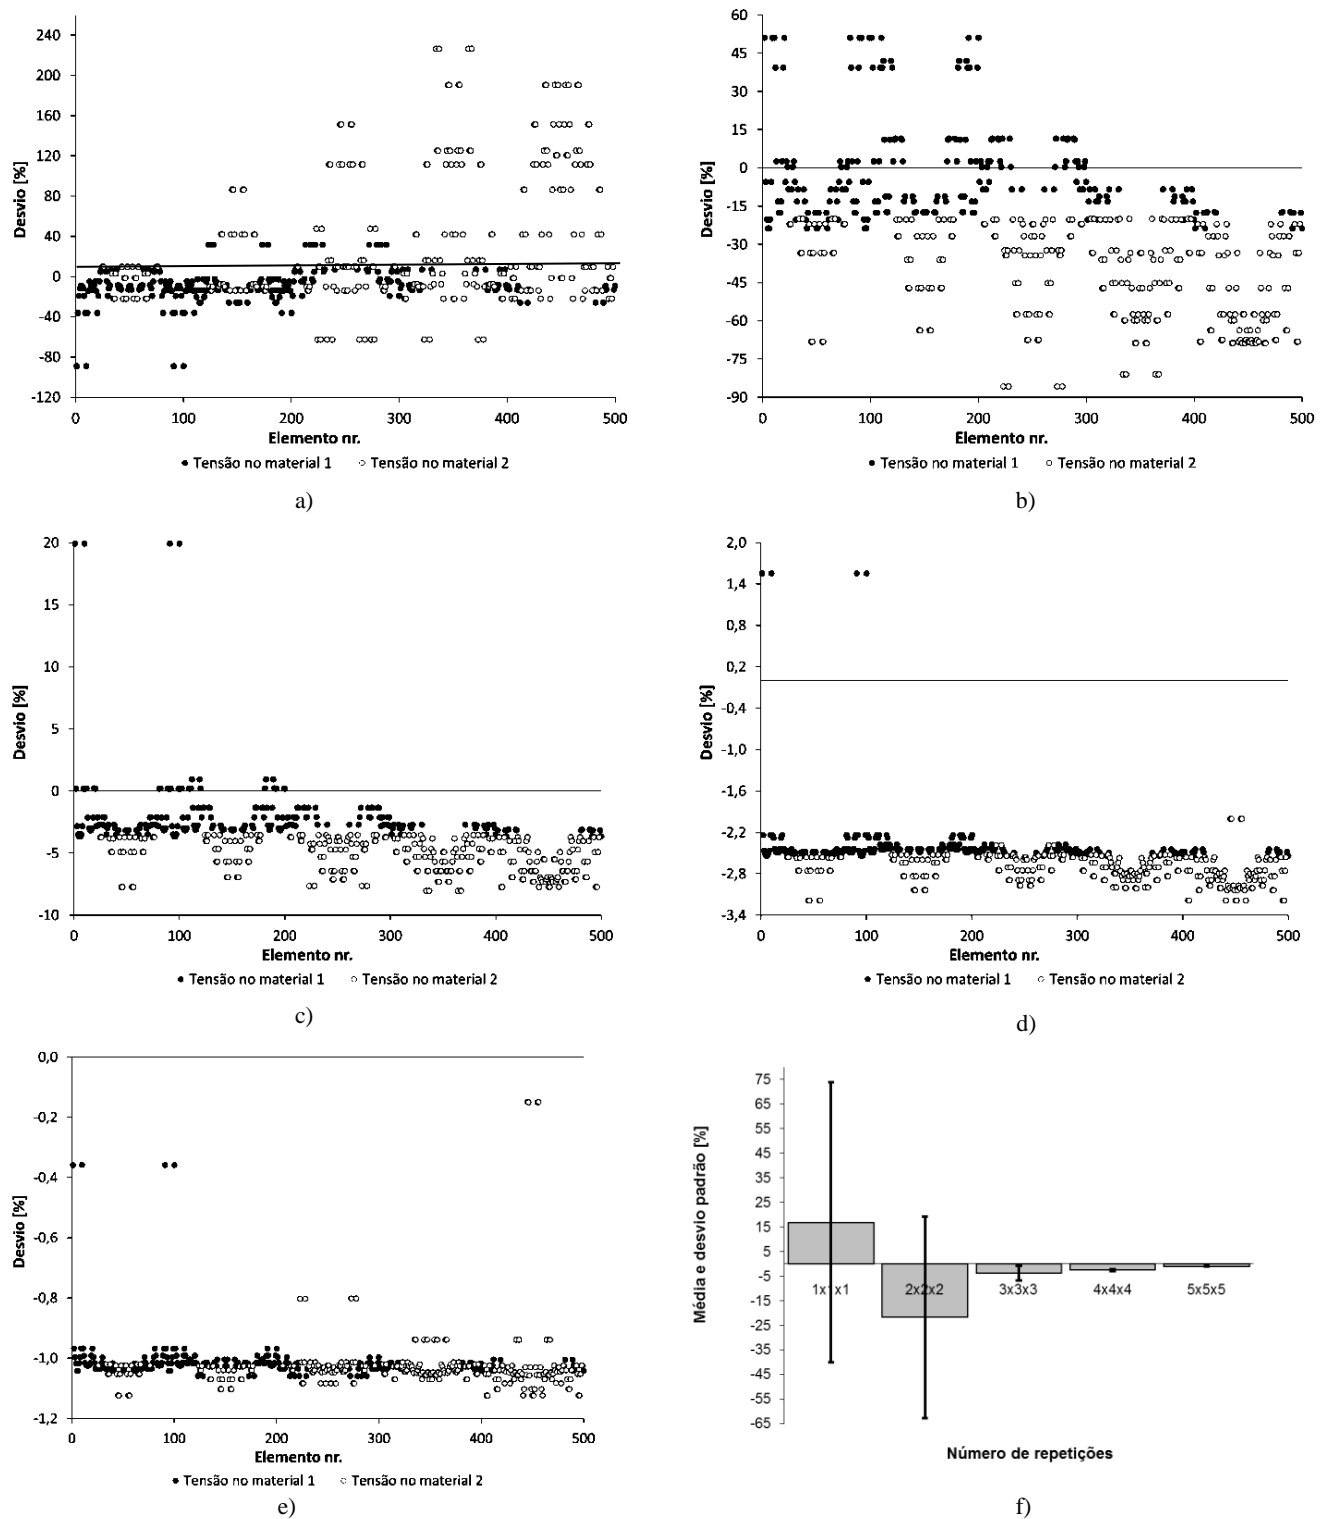 240
200
160
120
80
40
0
-40
-80
-120
Desvio [%]
0 100 200 300 400 500
Elemento nr.
Tensão no material 1 Tensão no material 2
a)
60
45
30
15
0
-15
-30
-45
-60
-75
-90
Desvio [%]
0 100 200 300 400 500
Elemento nr.
Tensão no material 1 Tensão no material 2
b)
20
15
10
5
0
-5
-10
Desvio [%]
0 100 200 300 400 500
Elemento nr.
Tensão no material 1 Tensão no material 2
c)
2,0
1,4
0,8
0,2
-0,4
-1,0
-1,6
-2,2
-2,8
-3,4
Desvio [%]
0 100 200 300 400 500
Elemento nr.
Tensão no material 1 Tensão no material 2
d)
0,0
-0,2
-0,4
-0,6
-0,8
-1,0
-1,2
Desvio [%]
0 100 200 300 400 500
Elemento nr.
Tensão no material 1 Tensão no material 2
e)
75
65
55
45
35
25
15
5
-5
-15
-25
-35
-45
-55
-65
Média e desvio padrão [%]
1x1x1 2x2x2 3x3x3 4x4x4 5x5x5
Número de repetições
f)